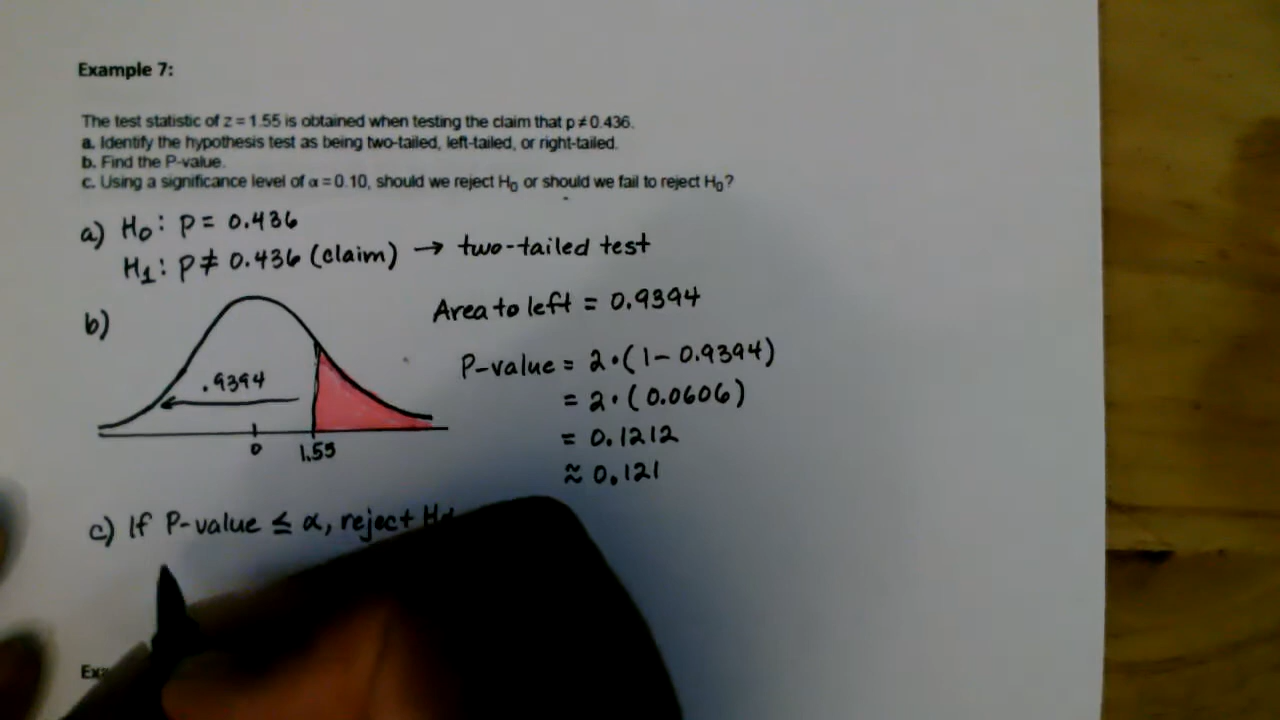 Example 7:
The test statistic of z = 1.55 is obtained when testing the claim that p ≠ 0.436.
a. Identify the hypothesis test as being two-tailed, left-tailed, or right-tailed.
b. Find the P-value.
c. Using a significance level of α = 0.10, should we reject H₀ or should we fail to reject H₀?
a) H₀: p = 0.436
H₁: p ≠ 0.436 (claim) → two-tailed test
b)
.9394
0 1.55
Area to left = 0.9394
P-value = 2·(1 - 0.9394)
= 2·(0.0606)
= 0.1212
≈ 0.121
c) If P-value ≤ α, reject H₀